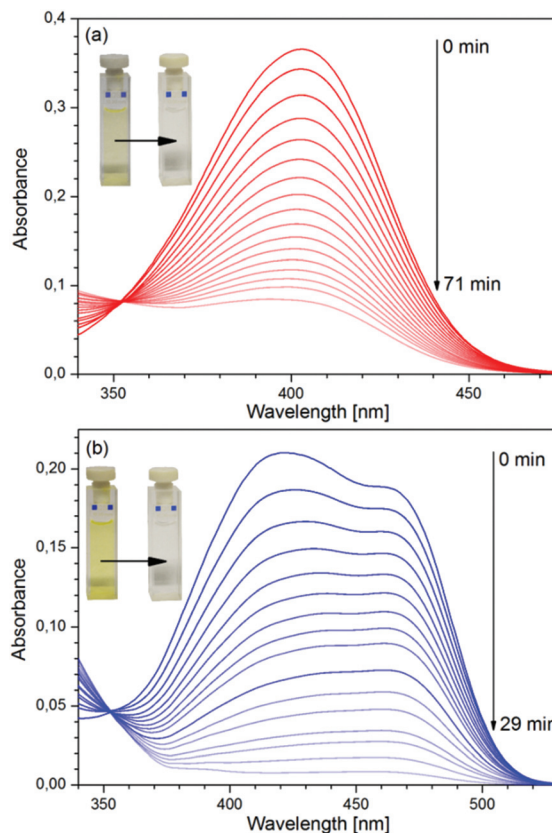 (a)
0 min
71 min
Absorbance
0,4
0,3
0,2
0,1
0,0
350
400
450
Wavelength [nm]
(b)
0 min
29 min
Absorbance
0,20
0,15
0,10
0,05
0,00
350
400
450
500
Wavelength [nm]